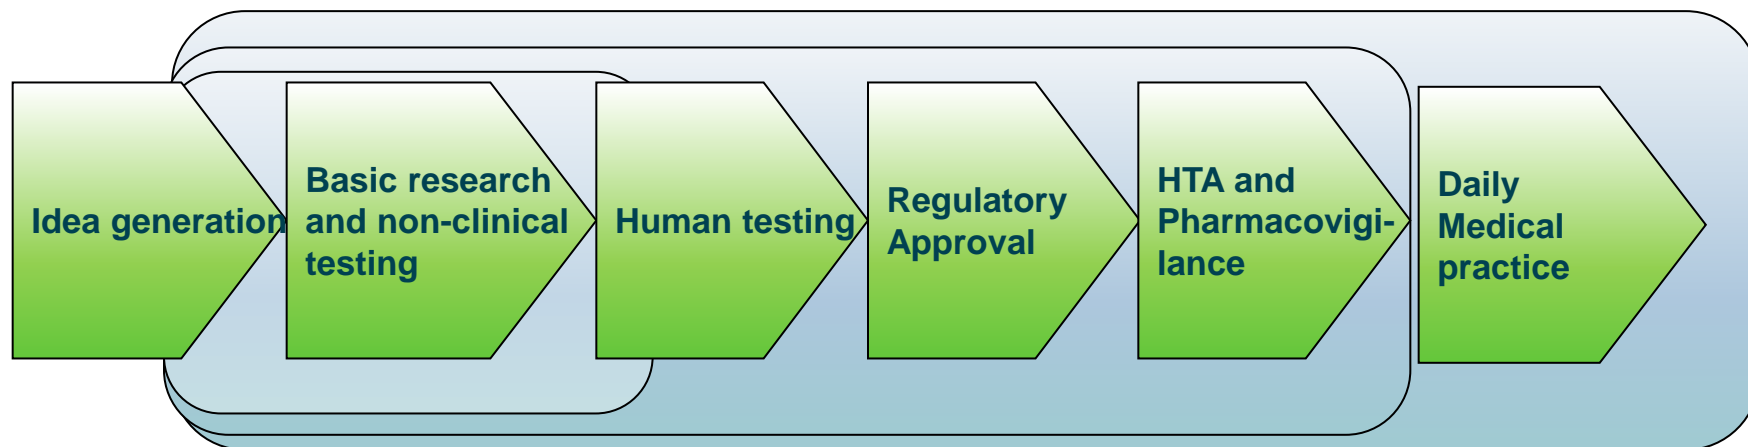 Idea generation
Basic research
and non-clinical
testing
Human testing
Regulatory
Approval
HTA and
Pharmacovigi-
lance
Daily
Medical
practice